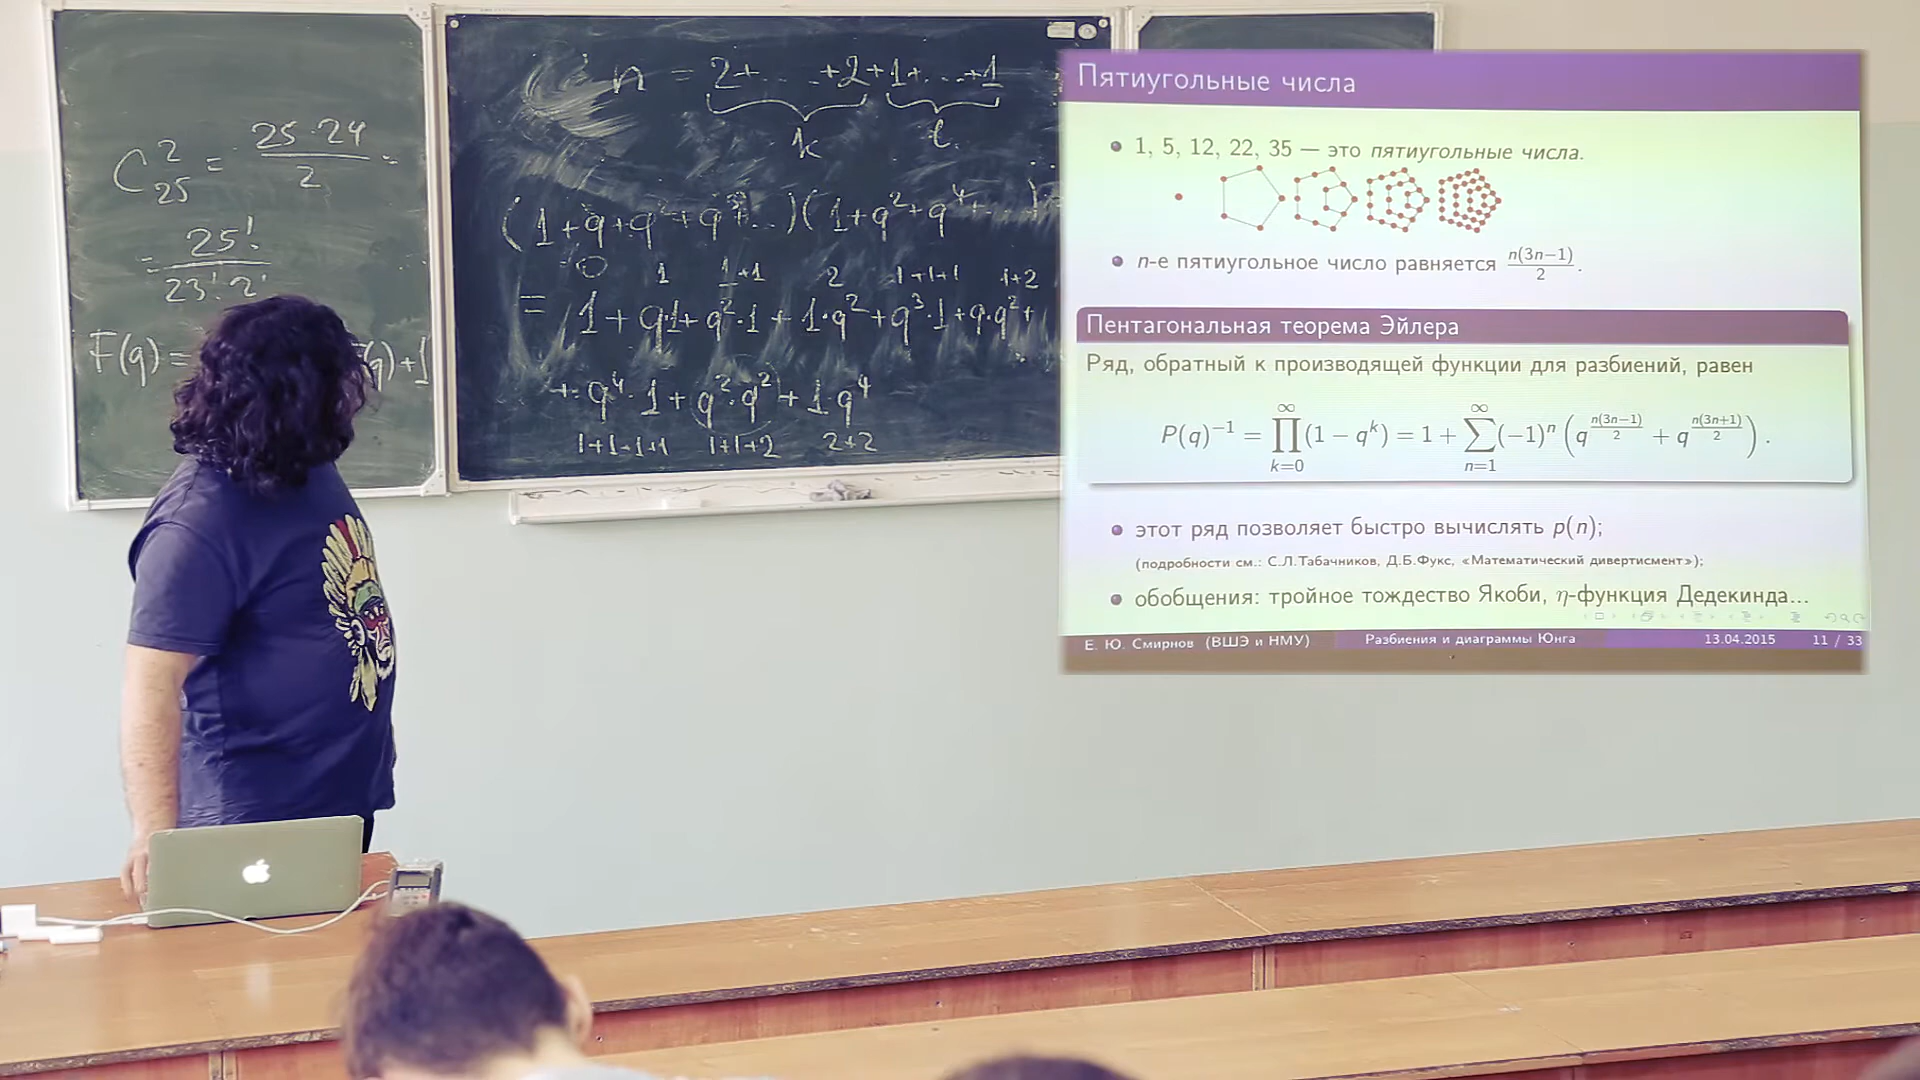 C²₂₅ = 25·24 / 2 =
= 25! / 23!·2!
F(q) = (q)+1
n = 2+...+2+1+...+1
k l
(1+q+q²+q³+...)(1+q²+q⁴+...)
0 1 1+1 2 1+1+1 1+2
= 1+q·1+q²·1+1·q²+q³·1+q·q²+
+q⁴·1+q²·q²+1·q⁴
1+1+1+1 1+1+2 2+2
Пятиугольные числа
1, 5, 12, 22, 35 — это пятиугольные числа.
n-е пятиугольное число равняется n(3n−1)/2.
Пентагональная теорема Эйлера
Ряд, обратный к производящей функции для разбиений, равен
P(q)⁻¹ = ∏_{k=0}^{∞} (1 − q^k) = 1 + ∑_{n=1}^{∞} (−1)^n (q^{n(3n−1)/2} + q^{n(3n+1)/2}).
этот ряд позволяет быстро вычислять p(n);
(подробности см.: С.Л.Табачников, Д.Б.Фукс, «Математический дивертисмент»);
обобщения: тройное тождество Якоби, η-функция Дедекинда...
Е. Ю. Смирнов (ВШЭ и НМУ) Разбиения и диаграммы Юнга 13.04.2015 11 / 33